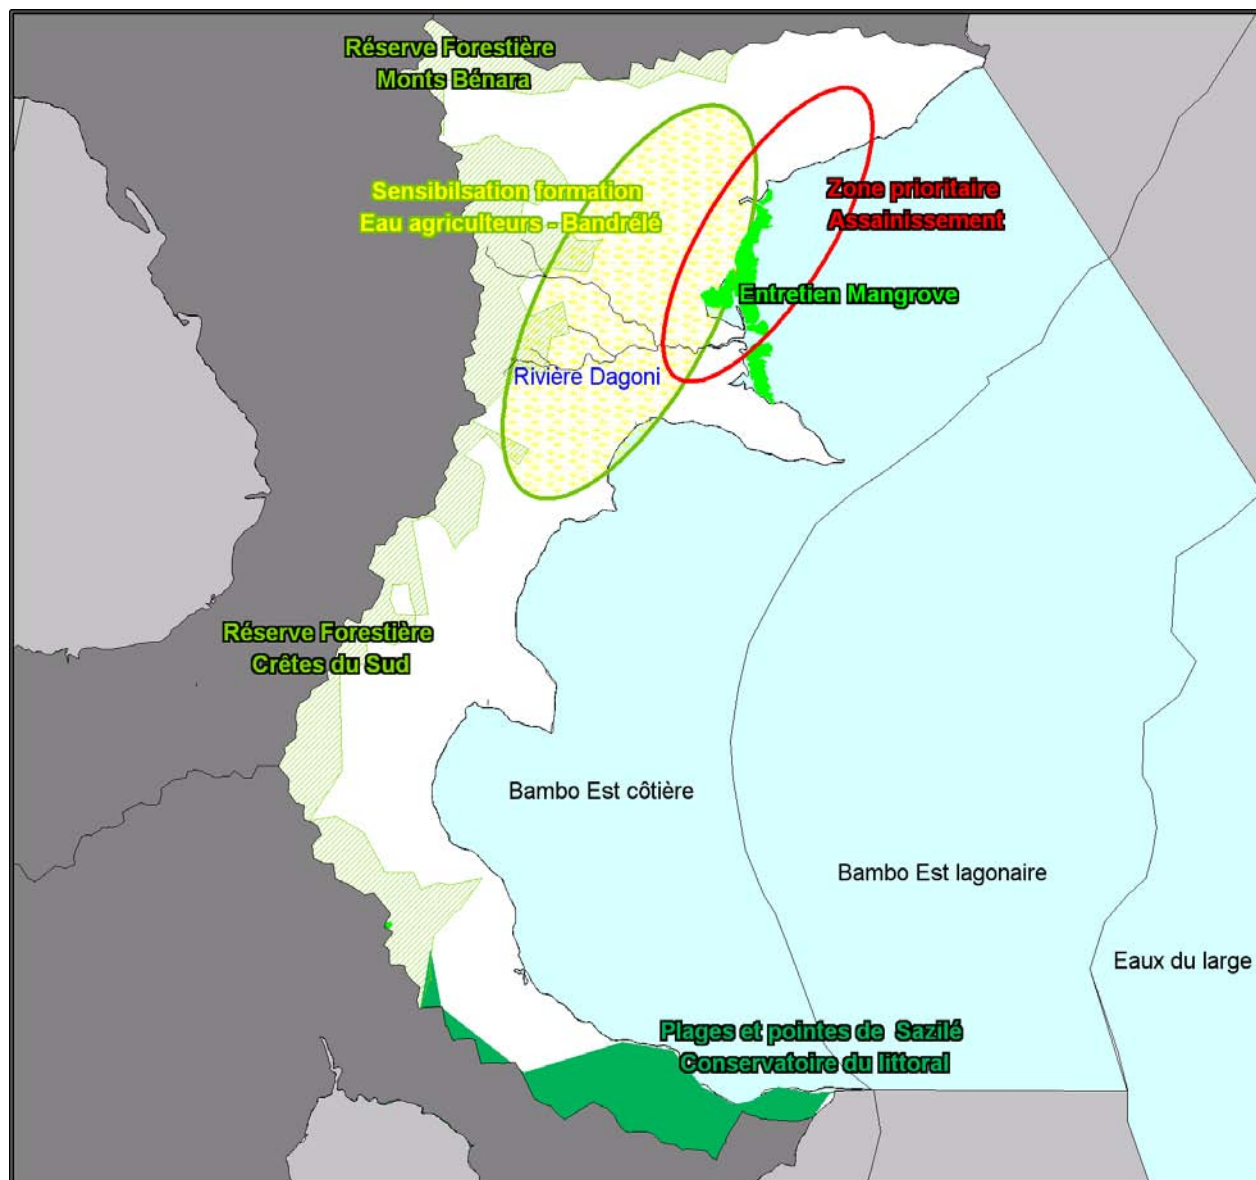 Réserve Forestière
Monts Bénara
Sensibilsation formation
Eau agriculteurs - Bandrélé
Zone prioritaire
Assainissement
Entretien Mangrove
Rivière Dagoni
Réserve Forestière
Crêtes du Sud
Bambo Est côtière
Bambo Est lagonaire
Eaux du large
Plages et pointes de Sazilé
Conservatoire du littoral